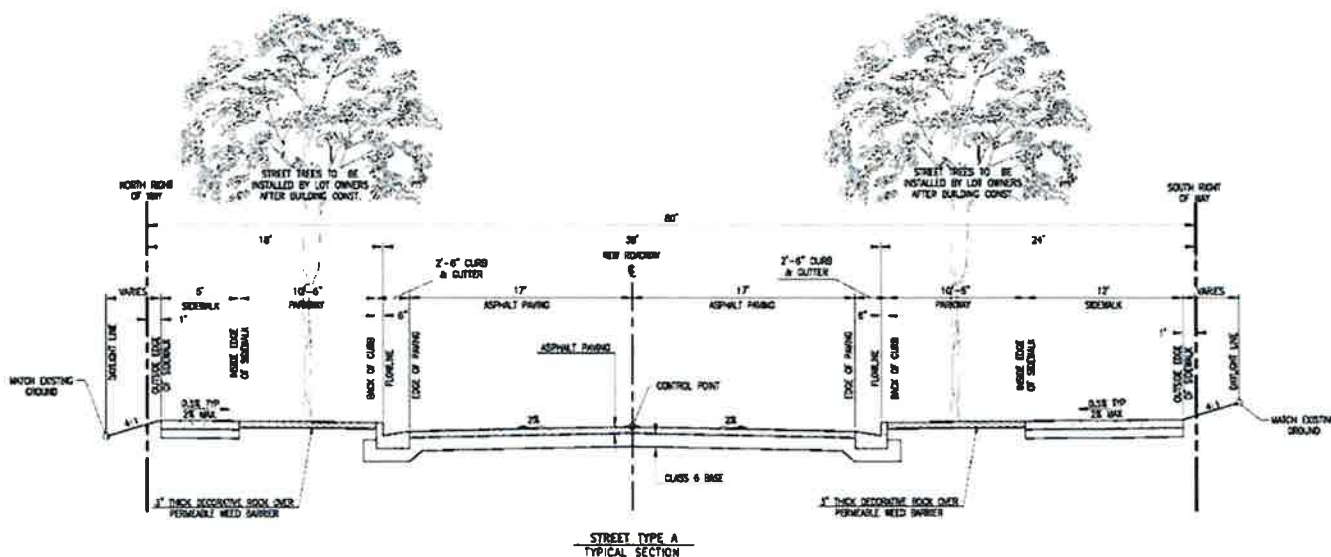 STREET TREES TO BE
INSTALLED BY LOT OWNERS
AFTER BUILDING CONST.
STREET TREES TO BE
INSTALLED BY LOT OWNERS
AFTER BUILDING CONST.
NORTH RIGHT
OF WAY
SOUTH RIGHT
OF WAY
80'
18'
38'
24'
NEW ROADWAY
℄
2'-6" CURB
& GUTTER
2'-6" CURB
& GUTTER
VARIES
SIDEWALK
10'-6"
PARKWAY
17'
ASPHALT PAVING
17'
ASPHALT PAVING
10'-6"
PARKWAY
12'
SIDEWALK
VARIES
1"
6"
6"
1"
DAYLIGHT LINE
OUTSIDE EDGE
OF SIDEWALK
INSIDE EDGE
OF SIDEWALK
BACK OF CURB
FLOWLINE
EDGE OF PAVING
ASPHALT PAVING
CONTROL POINT
EDGE OF PAVING
FLOWLINE
BACK OF CURB
INSIDE EDGE
OF SIDEWALK
OUTSIDE EDGE
OF SIDEWALK
DAYLIGHT LINE
MATCH EXISTING
GROUND
4:1
0.5% TYP
2% MAX
2%
2%
0.5% TYP
2% MAX
4:1
MATCH EXISTING
GROUND
CLASS 6 BASE
3" THICK DECORATIVE ROCK OVER
PERMEABLE WEED BARRIER
3" THICK DECORATIVE ROCK OVER
PERMEABLE WEED BARRIER
STREET TYPE A
TYPICAL SECTION